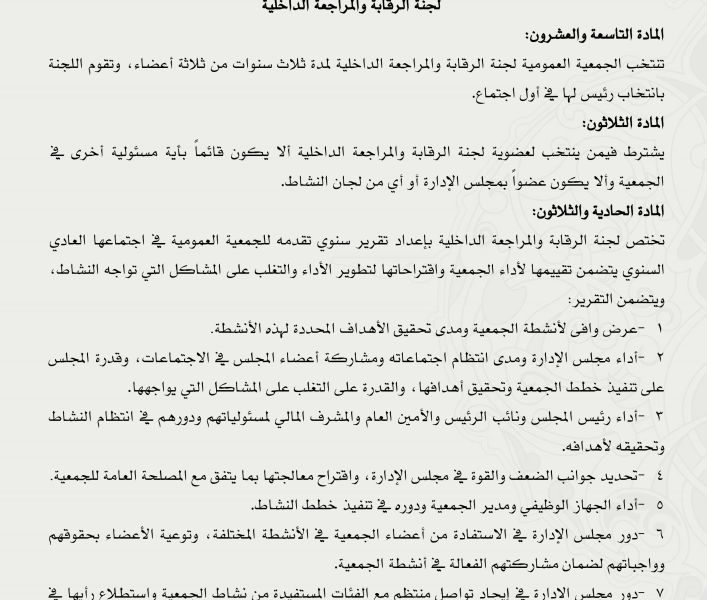 لجنة الرقابة والمراجعة الداخلية
المادة التاسعة والعشرون:
تنتخب الجمعية العمومية لجنة الرقابة والمراجعة الداخلية لمدة ثلاث سنوات من ثلاثة أعضاء، وتقوم اللجنة
بانتخاب رئيس لها في أول اجتماع.
المادة الثلاثون:
يشترط فيمن ينتخب لعضوية لجنة الرقابة والمراجعة الداخلية ألا يكون قائماً بأية مسئولية أخرى في
الجمعية وألا يكون عضواً بمجلس الإدارة أو أي من لجان النشاط.
المادة الحادية والثلاثون:
تختص لجنة الرقابة والمراجعة الداخلية بإعداد تقرير سنوي تقدمه للجمعية العمومية في اجتماعها العادي
السنوي يتضمن تقييمها لأداء الجمعية واقتراحاتها لتطوير الأداء والتغلب على المشاكل التي تواجه النشاط،
ويتضمن التقرير:
١ -عرض وافى لأنشطة الجمعية ومدى تحقيق الأهداف المحددة لهذه الأنشطة.
٢ -أداء مجلس الإدارة ومدى انتظام اجتماعاته ومشاركة أعضاء المجلس في الاجتماعات، وقدرة المجلس
على تنفيذ خطط الجمعية وتحقيق أهدافها، والقدرة على التغلب على المشاكل التي يواجهها.
٣ -أداء رئيس المجلس ونائب الرئيس والأمين العام والمشرف المالي لمسئولياتهم ودورهم في انتظام النشاط
وتحقيقه لأهدافه.
٤ -تحديد جوانب الضعف والقوة في مجلس الإدارة، واقتراح معالجتها بما يتفق مع المصلحة العامة للجمعية.
٥ -أداء الجهاز الوظيفي ومدير الجمعية ودوره في تنفيذ خطط النشاط.
٦ -دور مجلس الإدارة في الاستفادة من أعضاء الجمعية في الأنشطة المختلفة، وتوعية الأعضاء بحقوقهم
وواجباتهم لضمان مشاركتهم الفعالة في أنشطة الجمعية.
٧ -دور مجلس الإدارة في إيجاد تواصل منتظم مع الفئات المستفيدة من نشاط الجمعية واستطلاع رأيها في